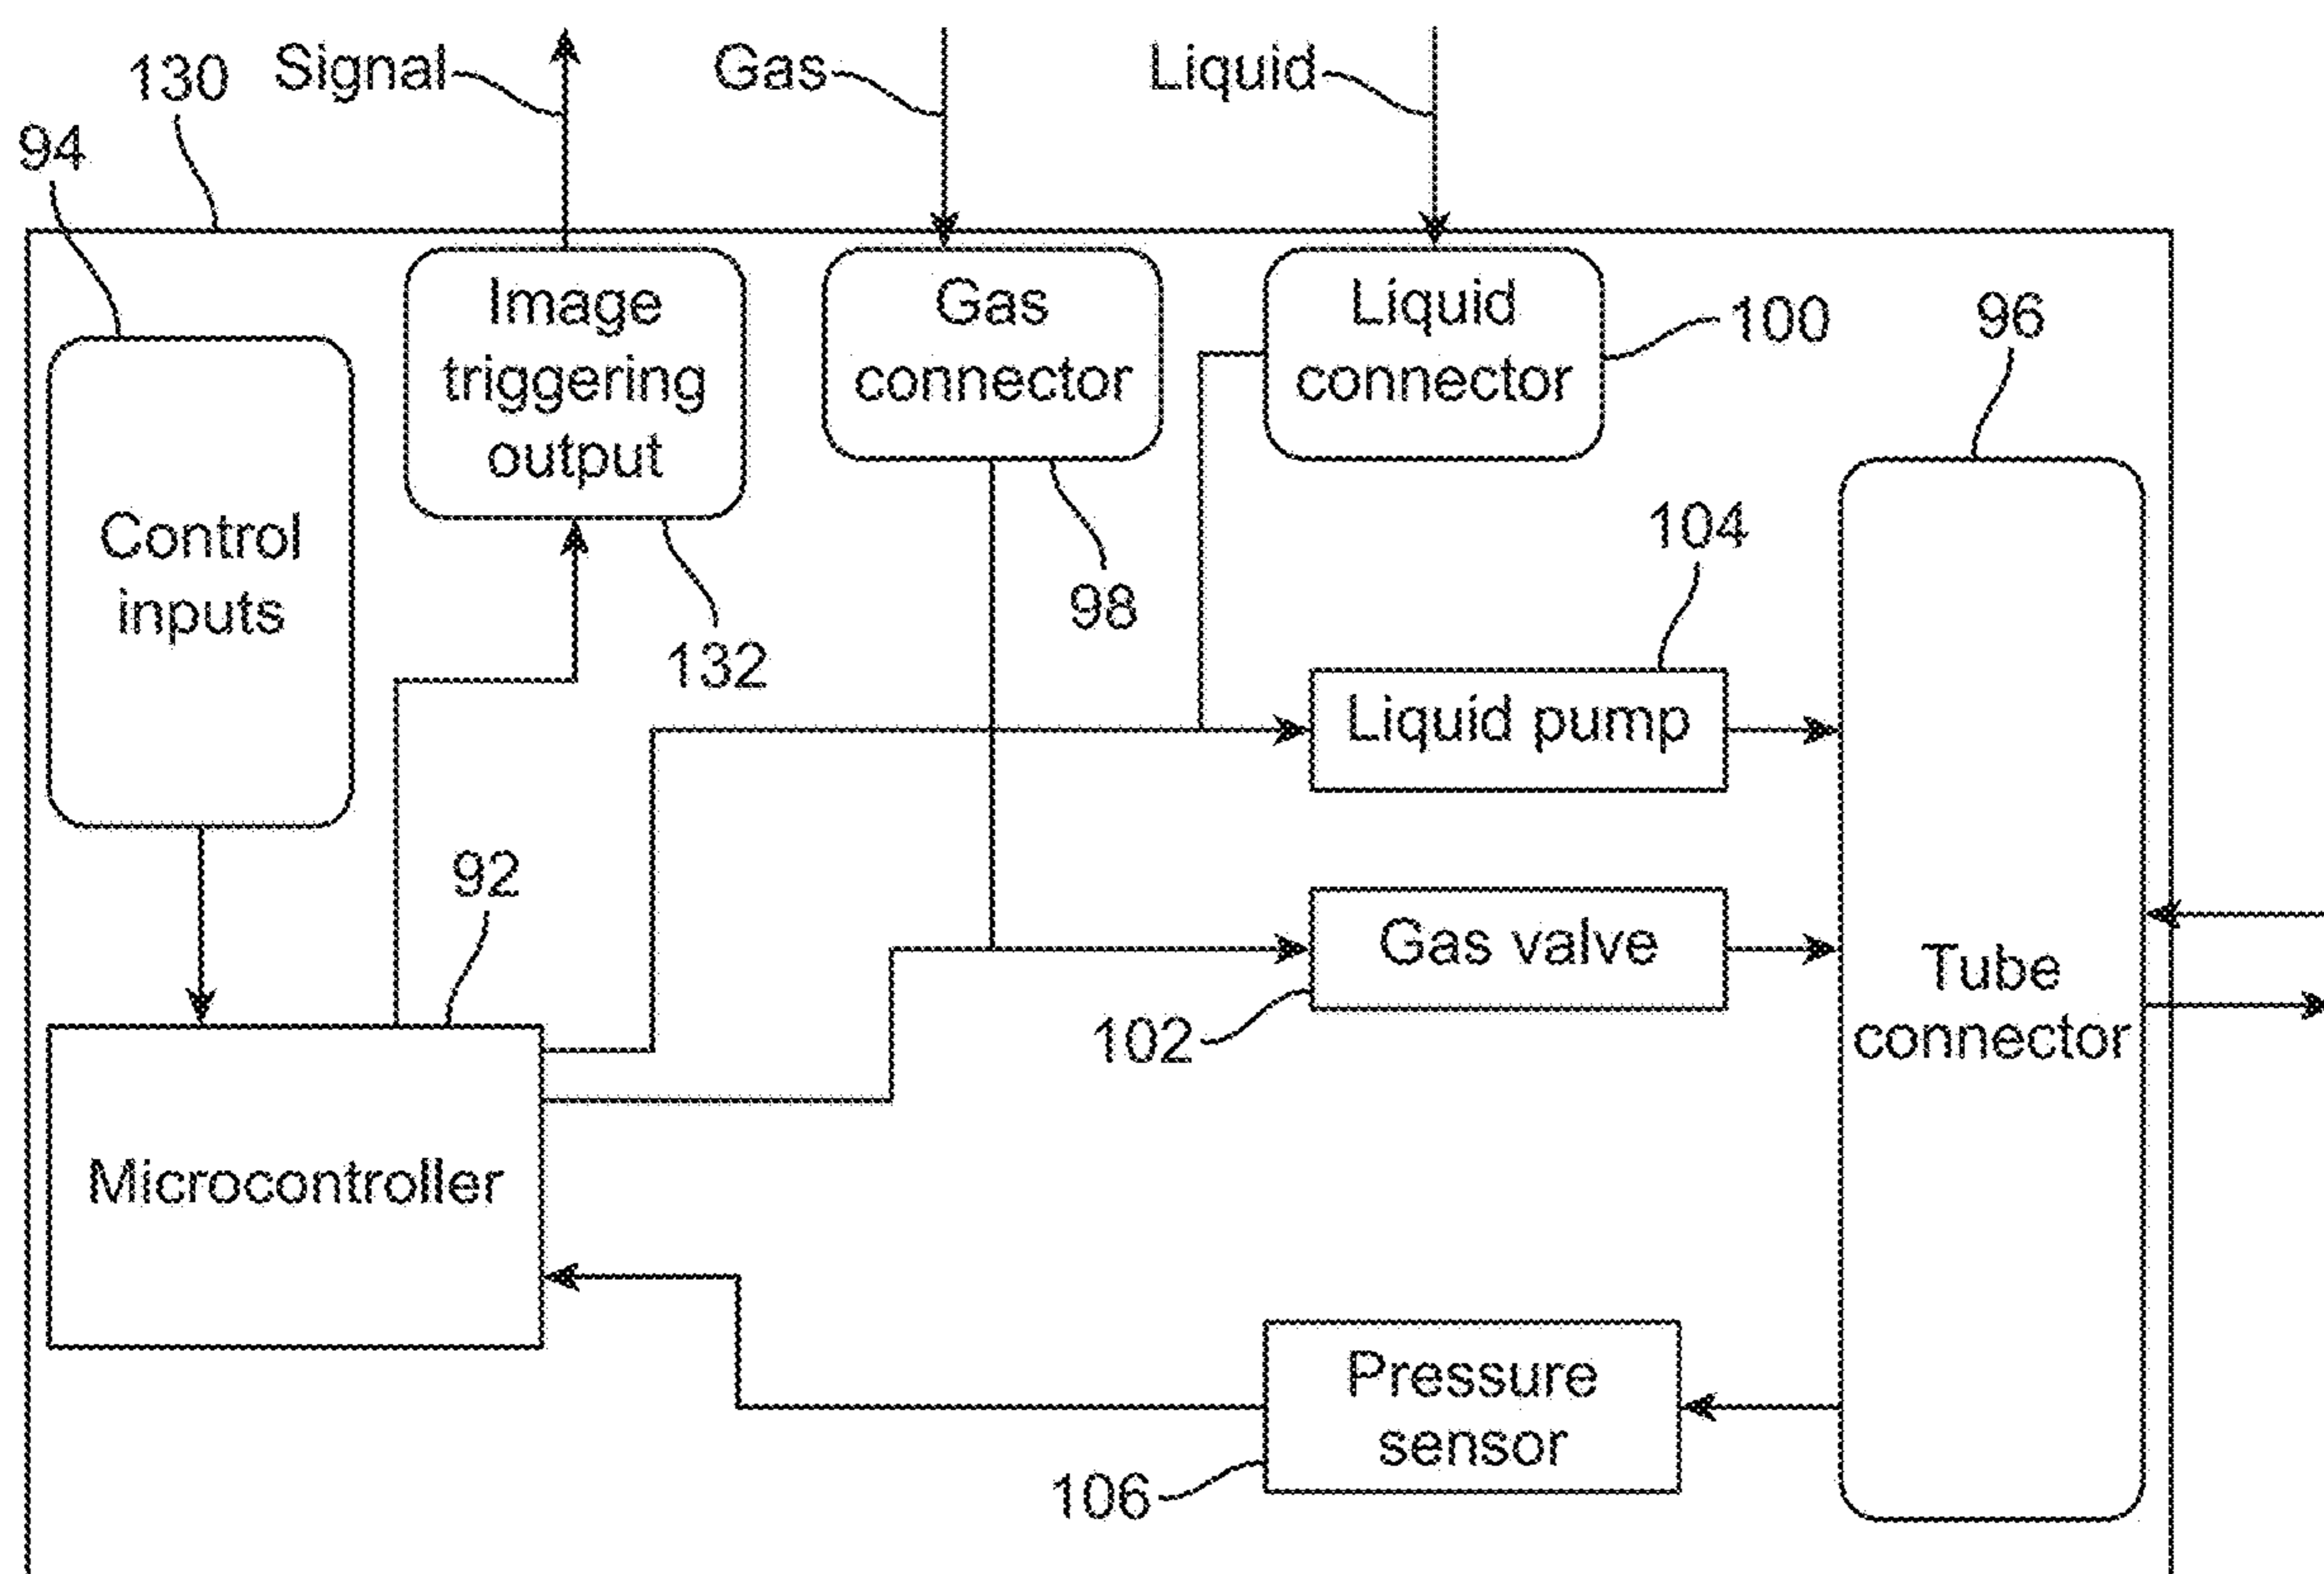 130
Signal
Gas
Liquid
94
Image
triggering
output
Gas
connector
Liquid
connector
100
96
Control
inputs
132
98
104
Liquid pump
92
Gas valve
102
Tube
connector
Microcontroller
Pressure
sensor
106